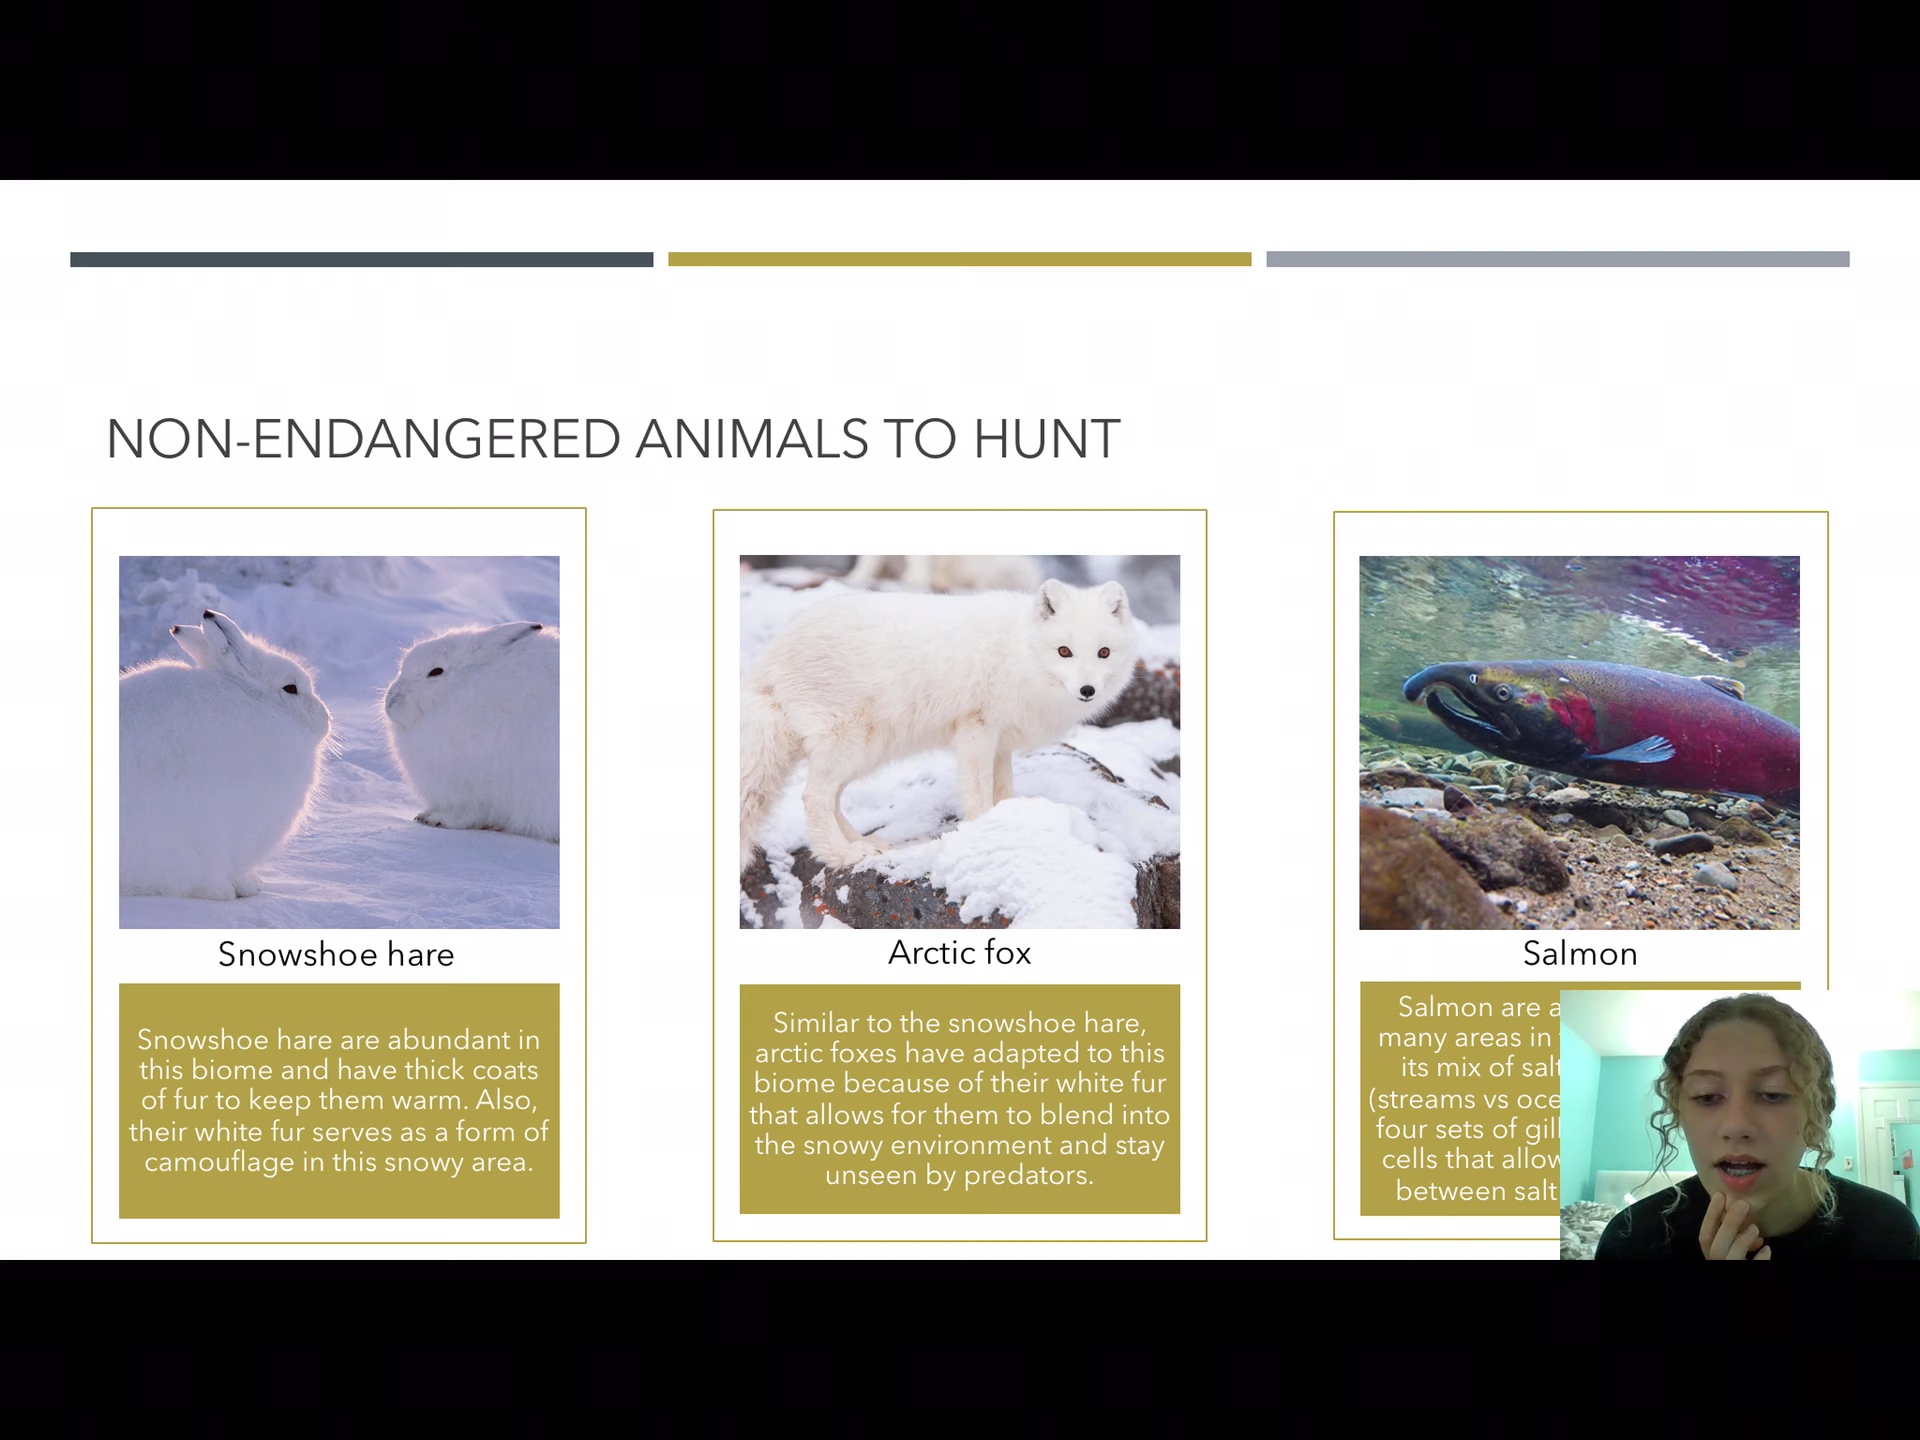 NON-ENDANGERED ANIMALS TO HUNT
Snowshoe hare
Snowshoe hare are abundant in
this biome and have thick coats
of fur to keep them warm. Also,
their white fur serves as a form of
camouflage in this snowy area.
Arctic fox
Similar to the snowshoe hare,
arctic foxes have adapted to this
biome because of their white fur
that allows for them to blend into
the snowy environment and stay
unseen by predators.
Salmon
Salmon are
many areas in
its mix of salt
(streams vs
four sets of
cells that
between salt